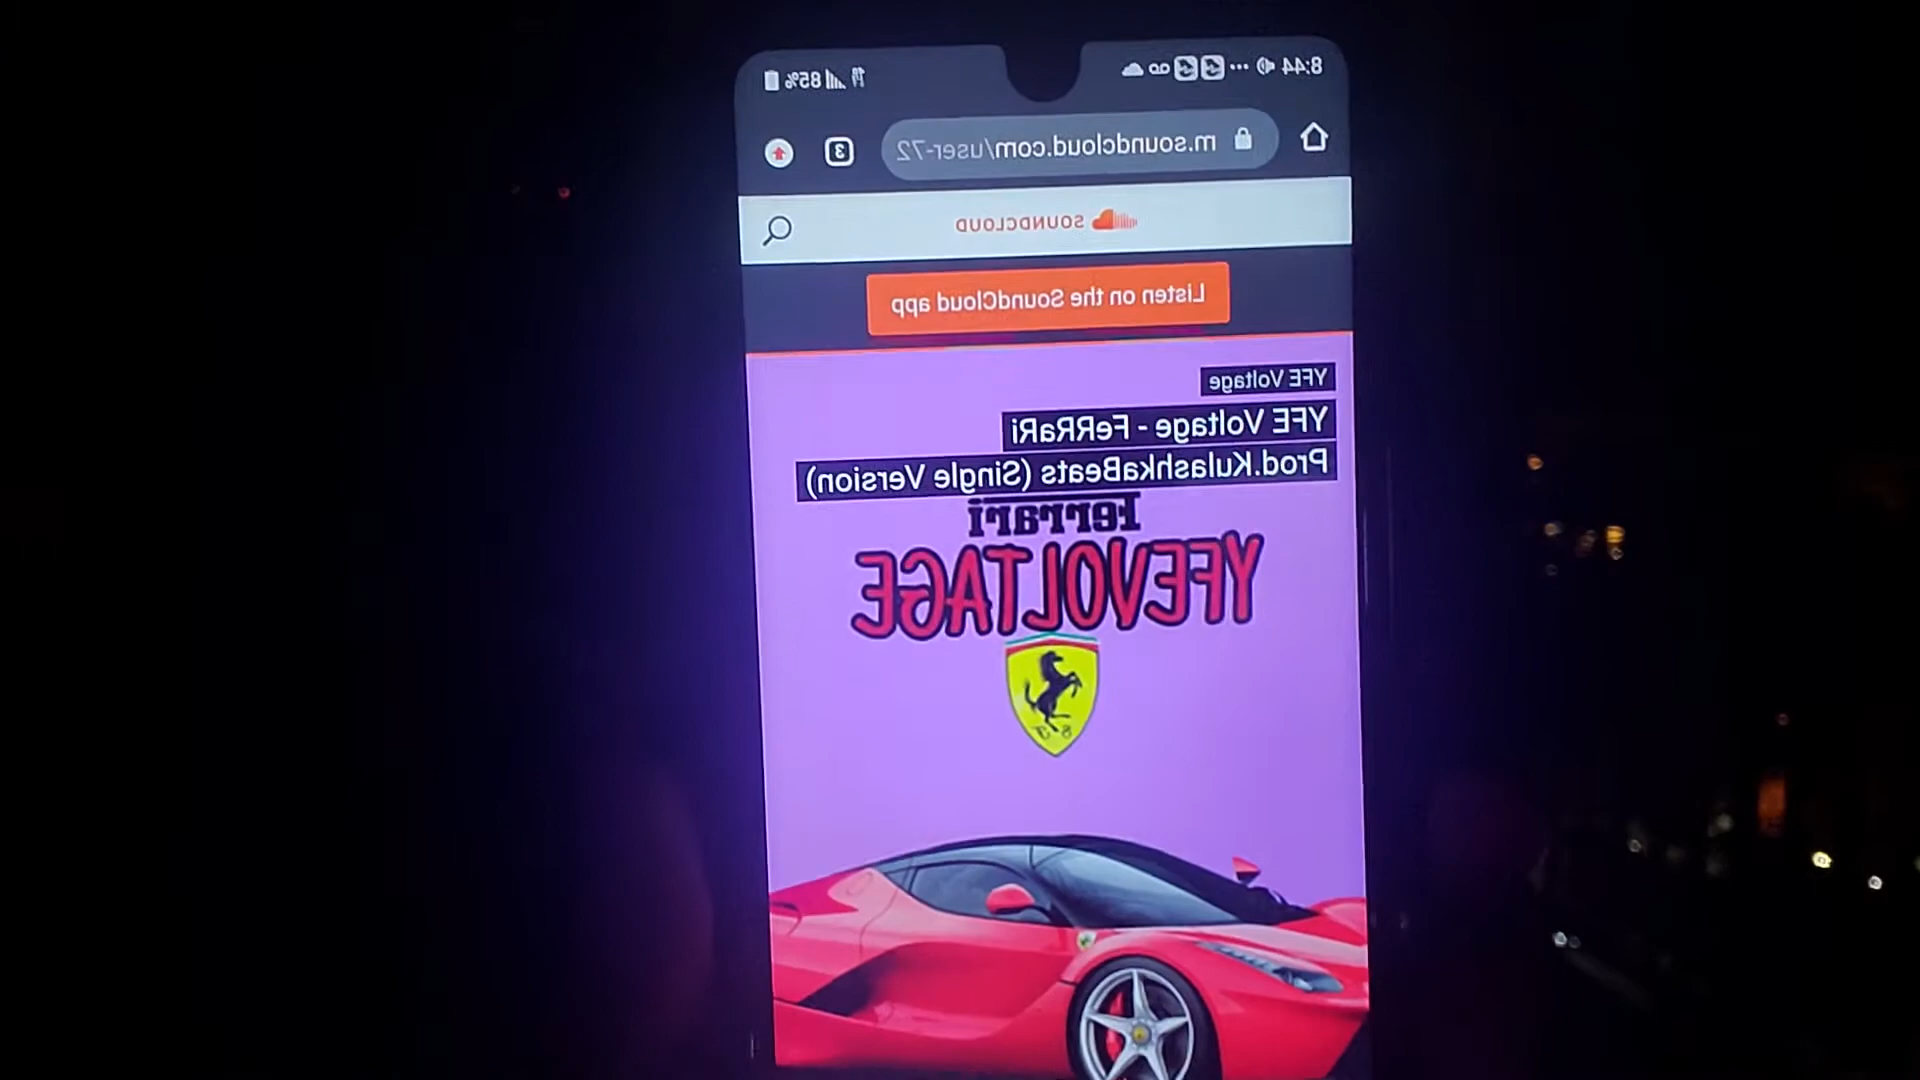 8:44
85%
m.soundcloud.com/user-72
3
SOUNDCLOUD
Listen on the SoundCloud app
YFE Voltage
YFE Voltage - FeRRaRi
Prod.KulashkaBeats (Single Version)
Ferrari
YFEVOLTAGE
S F